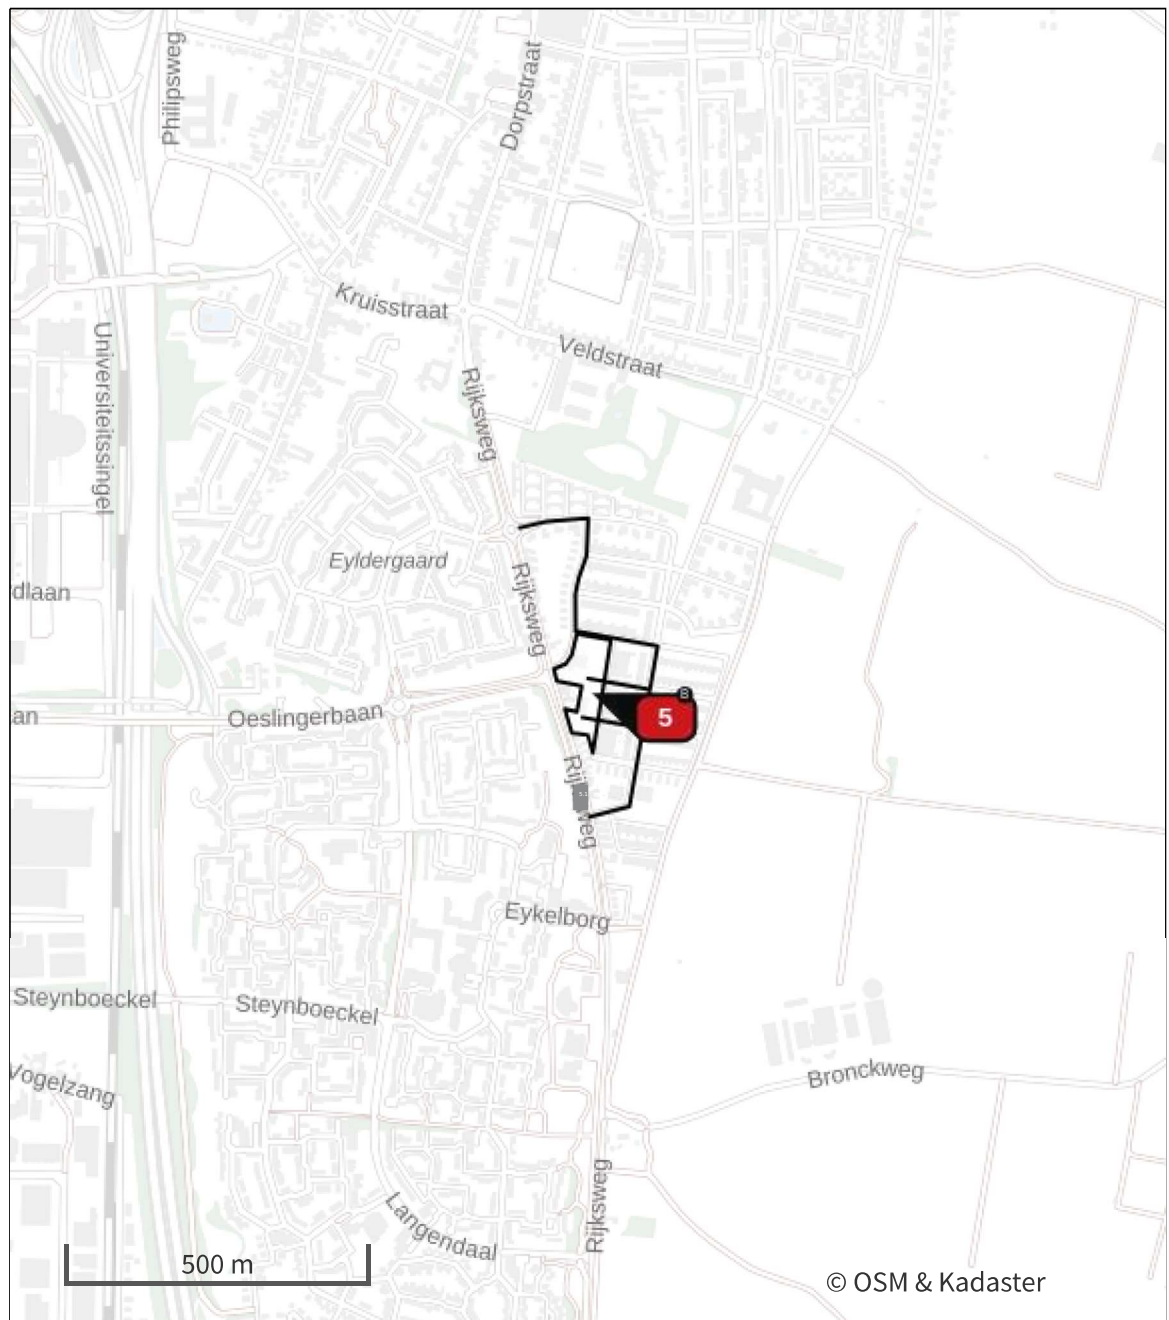 Philipsweg
Dorpstraat
Kruisstraat
Universiteitssingel
Veldstraat
Rijksweg
Eyldergaard
dlaan
Rijksweg
an
Oeslingerbaan
B
5
Eykelborg
Steynboeckel
Steynboeckel
Vogelzang
Bronckweg
Rijksweg
Langendaal
500 m
© OSM & Kadaster